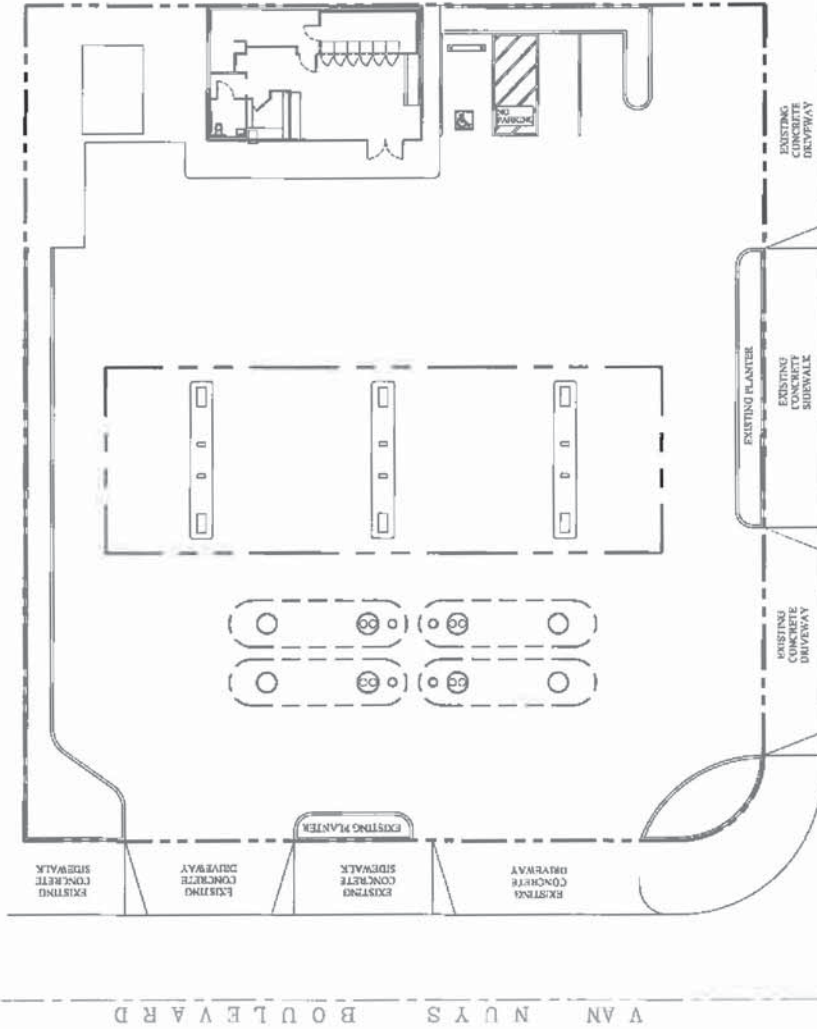 NO
PARKING
EXISTING
CONCRETE
DRIVEWAY
EXISTING PLANTER
EXISTING
CONCRETE
SIDEWALK
EXISTING
CONCRETE
DRIVEWAY
EXISTING PLANTER
EXISTING
CONCRETE
SIDEWALK
EXISTING
CONCRETE
DRIVEWAY
EXISTING
CONCRETE
SIDEWALK
EXISTING
CONCRETE
DRIVEWAY
VAN NUYS BOULEVARD